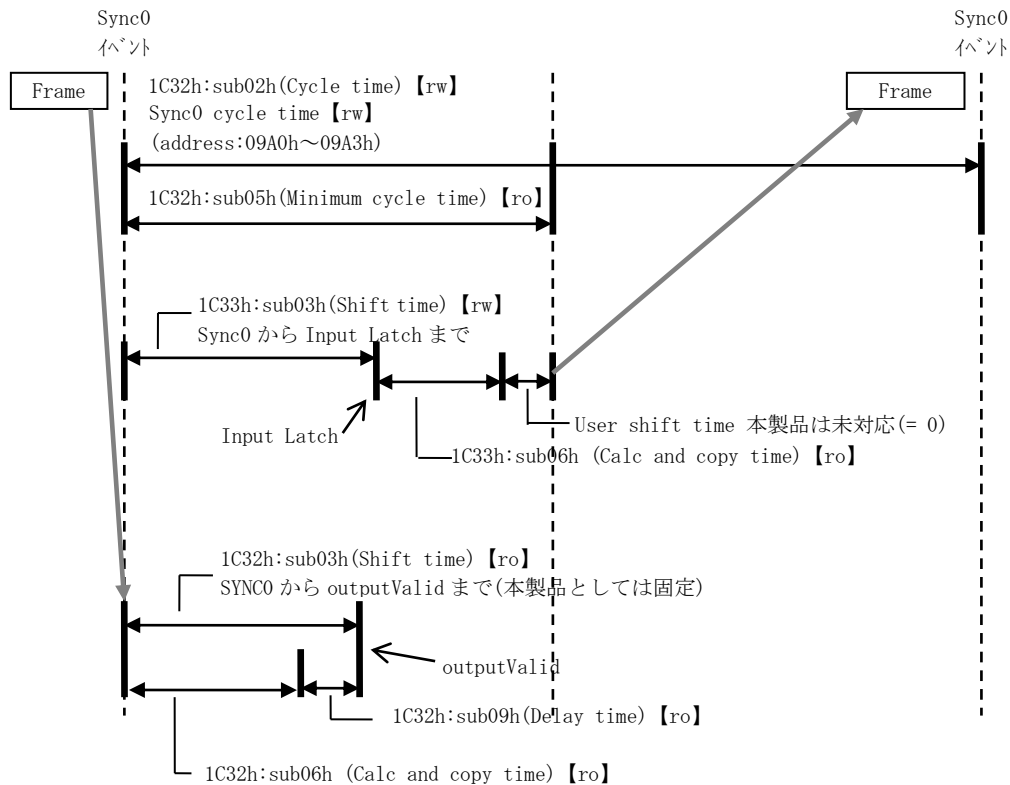 Sync0
イベント
Sync0
イベント
Frame
Frame
1C32h:sub02h(Cycle time)【rw】
Sync0 cycle time【rw】
(address:09A0h～09A3h)
1C32h:sub05h(Minimum cycle time)【ro】
1C33h:sub03h(Shift time)【rw】
Sync0 から Input Latch まで
Input Latch
User shift time 本製品は未対応(= 0)
1C33h:sub06h (Calc and copy time)【ro】
1C32h:sub03h(Shift time)【ro】
SYNC0 から outputValid まで(本製品としては固定)
outputValid
1C32h:sub09h(Delay time)【ro】
1C32h:sub06h (Calc and copy time)【ro】